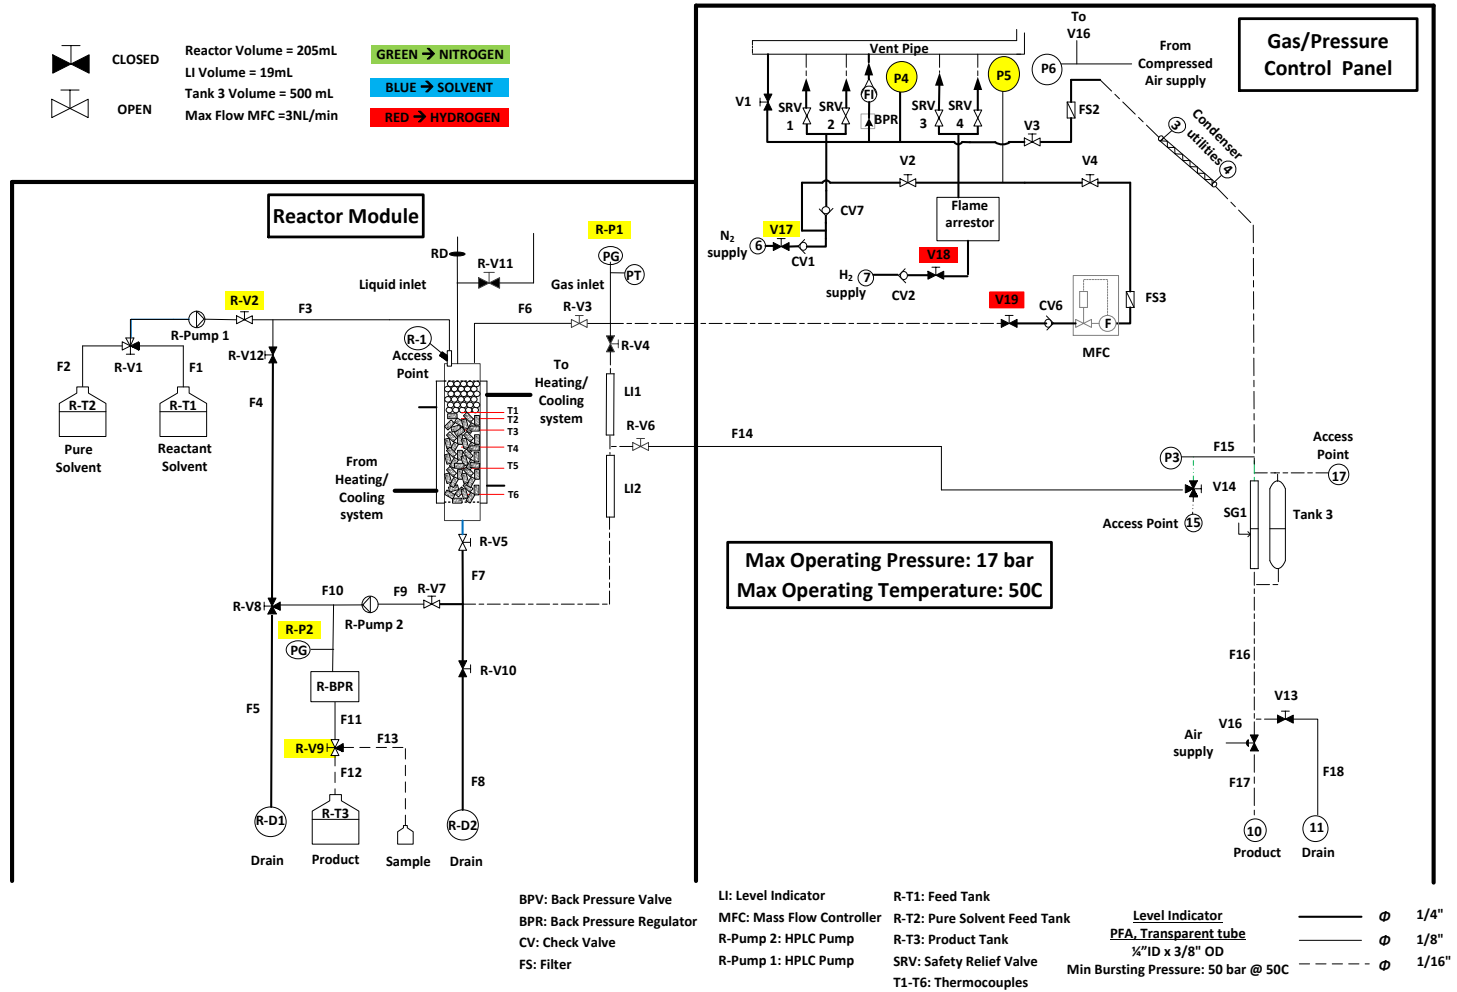 CLOSED
OPEN
Reactor Volume = 205mL
LI Volume = 19mL
Tank 3 Volume = 500 mL
Max Flow MFC =3NL/min
GREEN → NITROGEN
BLUE → SOLVENT
RED → HYDROGEN
Gas/Pressure
Control Panel
To
V16
From
Compressed
Air supply
P6
Vent Pipe
P4
P5
FI
BPR
V1
SRV
1
SRV
2
SRV
3
SRV
4
V3
FS2
Condenser
utilities
3
4
V2
V4
CV7
Flame
arrestor
V17
N2
supply
6
CV1
V18
H2
supply
7
CV2
V19
CV6
F
MFC
FS3
Reactor Module
RD
R-V11
Liquid inlet
Gas inlet
R-P1
PG
PT
R-V3
F6
R-V2
F3
R-Pump 1
R-V12
R-1
Access
Point
R-V4
F2
R-V1
F1
R-T2
R-T1
Pure
Solvent
Reactant
Solvent
F4
To
Heating/
Cooling
system
LI1
T1
T2
T3
T4
T5
T6
R-V6
F14
From
Heating/
Cooling
system
LI2
R-V5
F7
P3
F15
V14
Access Point
15
Access
Point
17
SG1
Tank 3
Max Operating Pressure: 17 bar
Max Operating Temperature: 50C
R-V8
F10
F9
R-V7
R-Pump 2
R-P2
PG
R-BPR
R-V10
F5
F11
R-V9
F13
F12
F8
R-D1
R-T3
R-D2
Drain
Product
Sample
Drain
F16
V13
V16
Air
supply
F17
F18
10
11
Product
Drain
BPV: Back Pressure Valve
BPR: Back Pressure Regulator
CV: Check Valve
FS: Filter
LI: Level Indicator
MFC: Mass Flow Controller
R-Pump 2: HPLC Pump
R-Pump 1: HPLC Pump
R-T1: Feed Tank
R-T2: Pure Solvent Feed Tank
R-T3: Product Tank
SRV: Safety Relief Valve
T1-T6: Thermocouples
Level Indicator
PFA, Transparent tube
¼”ID x 3/8" OD
Min Bursting Pressure: 50 bar @ 50C
Φ 1/4"
Φ 1/8"
Φ 1/16"